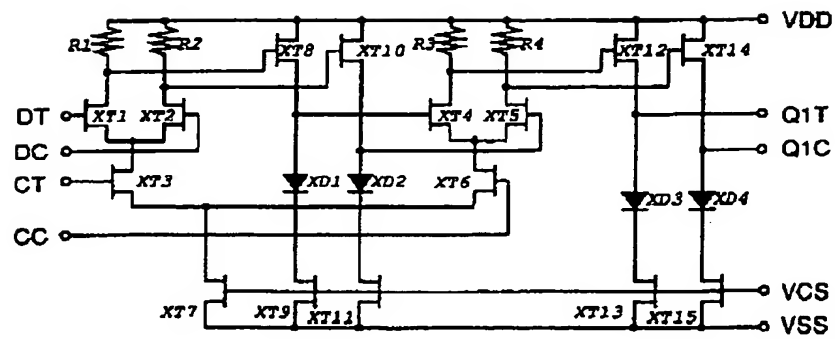 VDD
R1 R2 XT8 XT10 R3 R4 XT12 XT14
DT XT1 XT2 XT4 XT5 Q1T
DC Q1C
CT XT3 XD1 XD2 XT6 XD3 XD4
CC
VCS
XT7 XT9 XT11 XT13 XT15 VSS